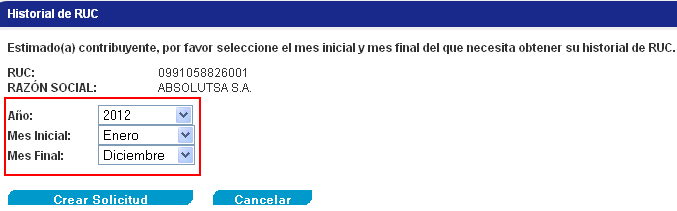 Historial de RUC
Estimado(a) contribuyente, por favor seleccione el mes inicial y mes final del que necesita obtener su historial de RUC.
RUC: 0991058826001
RAZÓN SOCIAL: ABSOLUTSA S.A.
Año: 2012
Mes Inicial: Enero
Mes Final: Diciembre
Crear Solicitud Cancelar